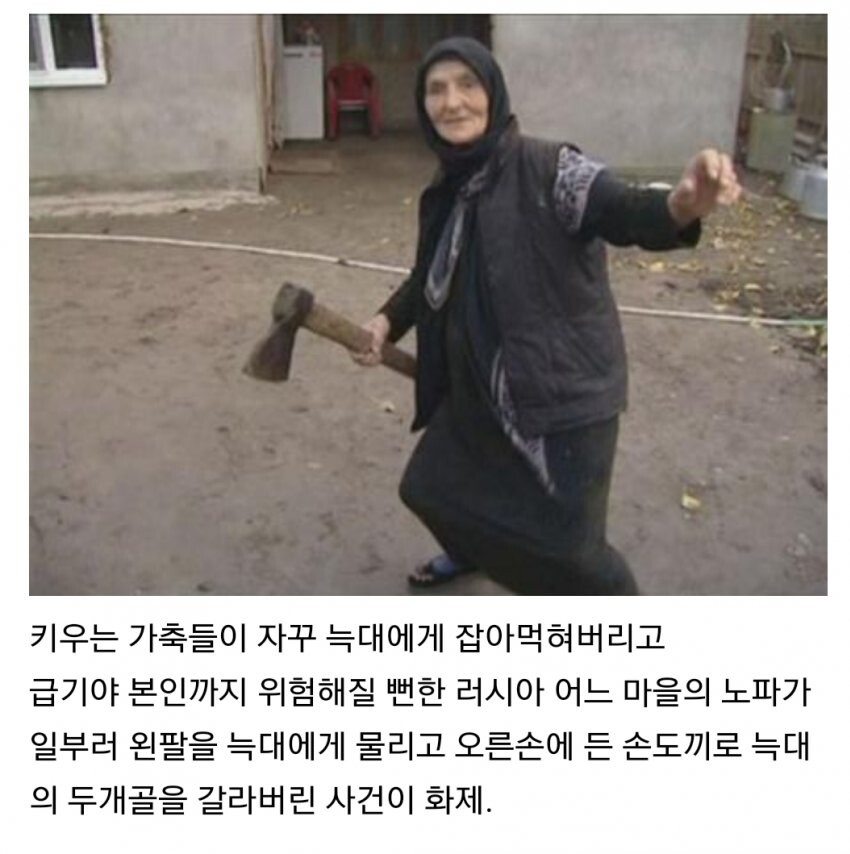 키우는 가축들이 자꾸 늑대에게 잡아먹혀버리고
급기야 본인까지 위험해질 뻔한 러시아 어느 마을의 노파가
일부러 왼팔을 늑대에게 물리고 오른손에 든 손도끼로 늑대
의 두개골을 갈라버린 사건이 화제.